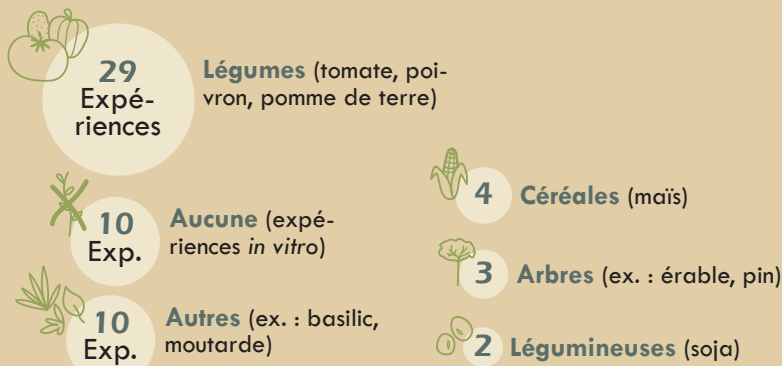 29
Expé-
riences
Légumes (tomate, poi-
vron, pomme de terre)
10
Exp.
Aucune (expé-
riences in vitro)
10
Exp.
Autres (ex. : basilic,
moutarde)
4 Céréales (maïs)
3 Arbres (ex. : érable, pin)
2 Légumineuses (soja)